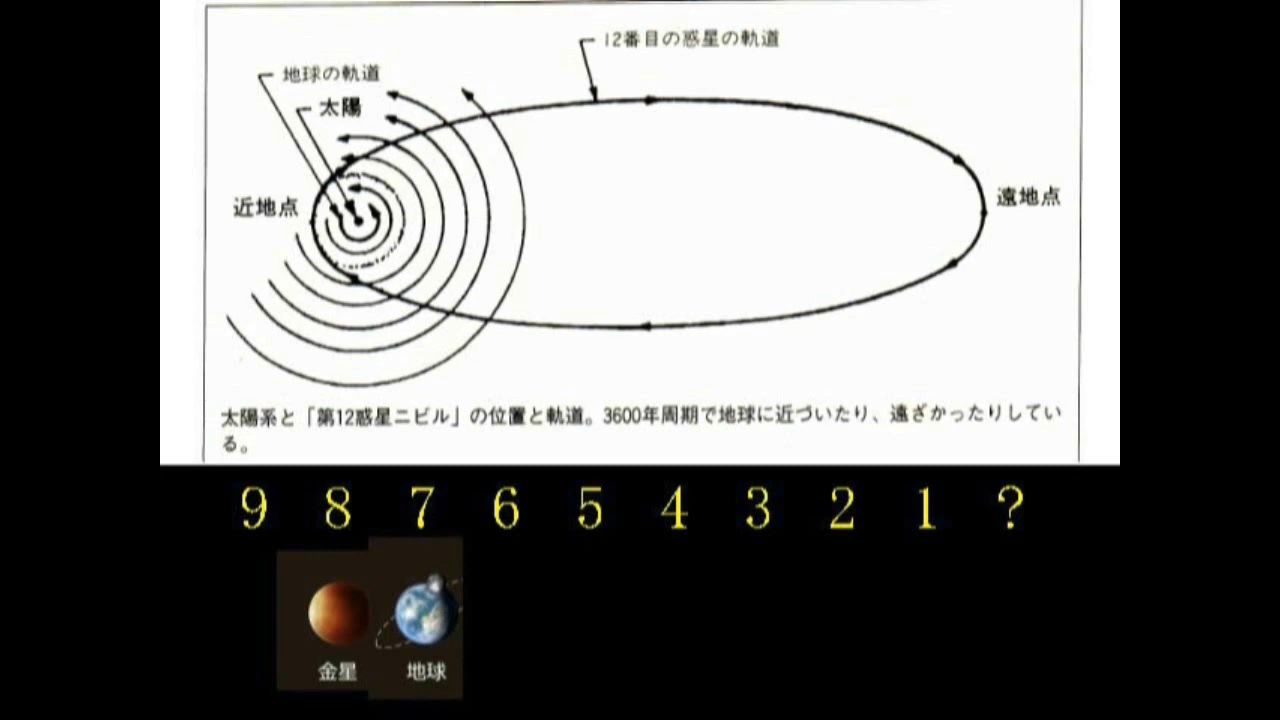 12番目の惑星の軌道
地球の軌道
太陽
近地点
遠地点
太陽系と「第12惑星ニビル」の位置と軌道。3600年周期で地球に近づいたり、遠ざかったりしてい
る。
9 8 7 6 5 4 3 2 1 ?
金星 地球